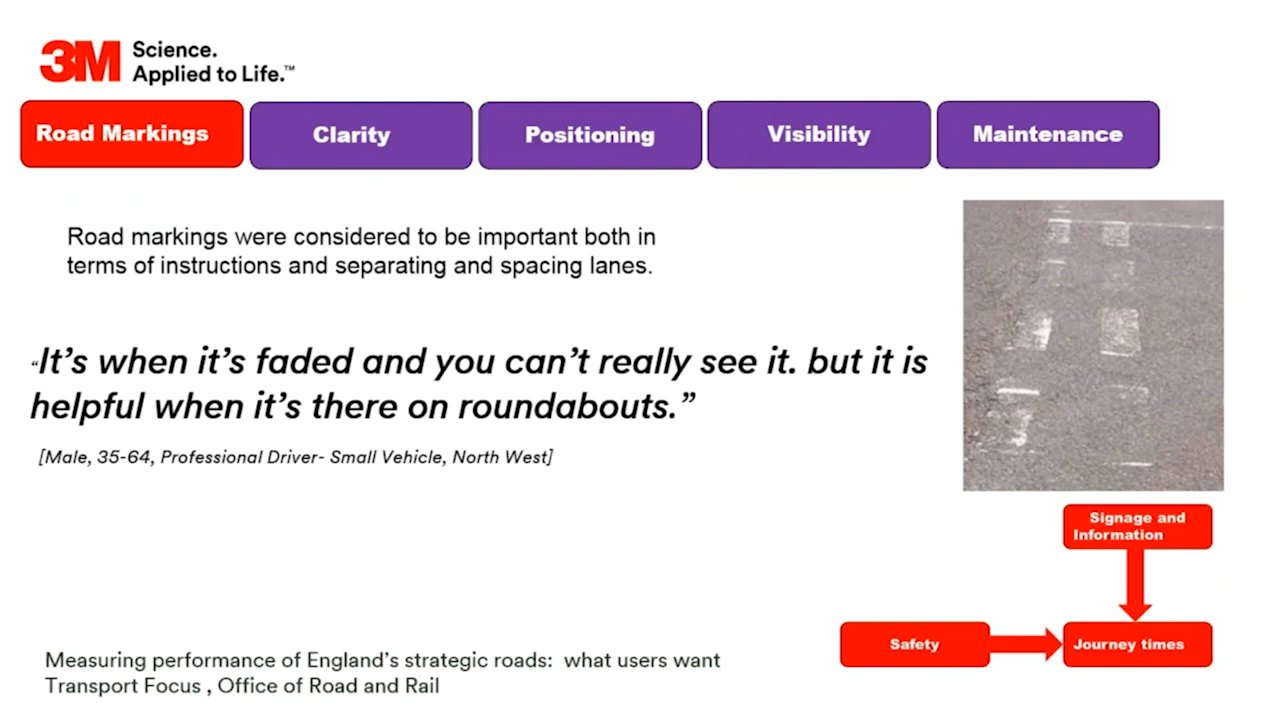 3M Science.
Applied to Life.™
Road Markings
Clarity
Positioning
Visibility
Maintenance
Road markings were considered to be important both in
terms of instructions and separating and spacing lanes.
“It’s when it’s faded and you can’t really see it. but it is
helpful when it’s there on roundabouts.”
[Male, 35-64, Professional Driver- Small Vehicle, North West]
Signage and
Information
Safety
Journey times
Measuring performance of England’s strategic roads:  what users want
Transport Focus , Office of Road and Rail